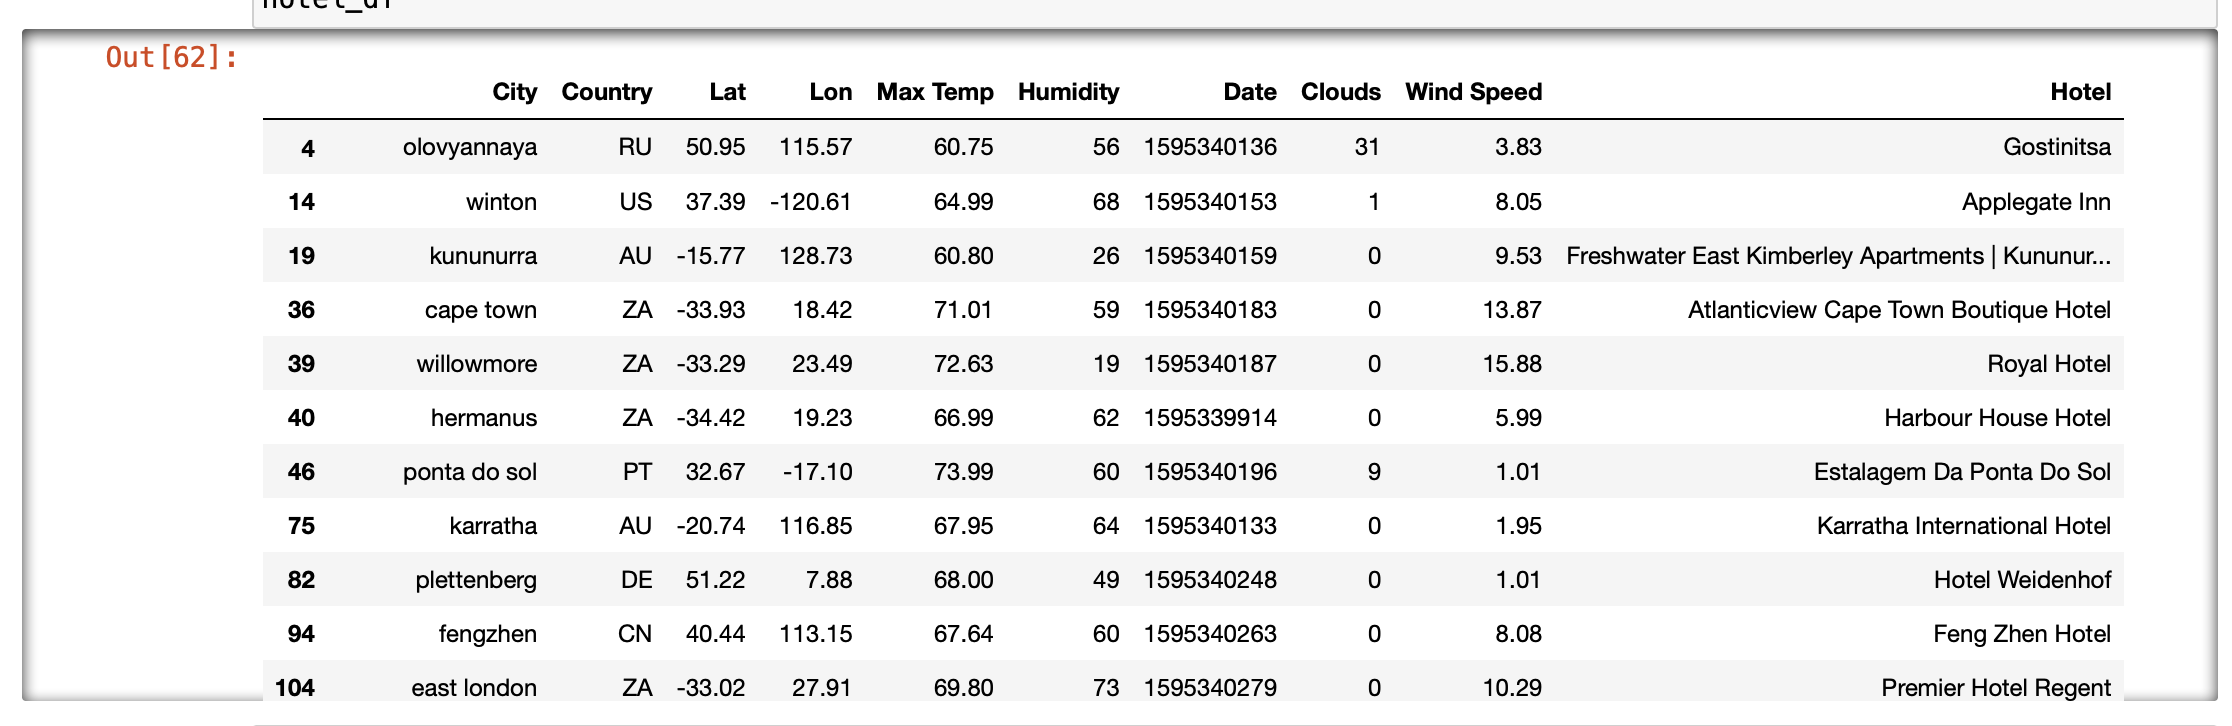 hotel_df
Out[62]:
City Country Lat Lon Max Temp Humidity Date Clouds Wind Speed Hotel
4 olovyannaya RU 50.95 115.57 60.75 56 1595340136 31 3.83 Gostinitsa
14 winton US 37.39 -120.61 64.99 68 1595340153 1 8.05 Applegate Inn
19 kununurra AU -15.77 128.73 60.80 26 1595340159 0 9.53 Freshwater East Kimberley Apartments | Kununur...
36 cape town ZA -33.93 18.42 71.01 59 1595340183 0 13.87 Atlanticview Cape Town Boutique Hotel
39 willowmore ZA -33.29 23.49 72.63 19 1595340187 0 15.88 Royal Hotel
40 hermanus ZA -34.42 19.23 66.99 62 1595339914 0 5.99 Harbour House Hotel
46 ponta do sol PT 32.67 -17.10 73.99 60 1595340196 9 1.01 Estalagem Da Ponta Do Sol
75 karratha AU -20.74 116.85 67.95 64 1595340133 0 1.95 Karratha International Hotel
82 plettenberg DE 51.22 7.88 68.00 49 1595340248 0 1.01 Hotel Weidenhof
94 fengzhen CN 40.44 113.15 67.64 60 1595340263 0 8.08 Feng Zhen Hotel
104 east london ZA -33.02 27.91 69.80 73 1595340279 0 10.29 Premier Hotel Regent